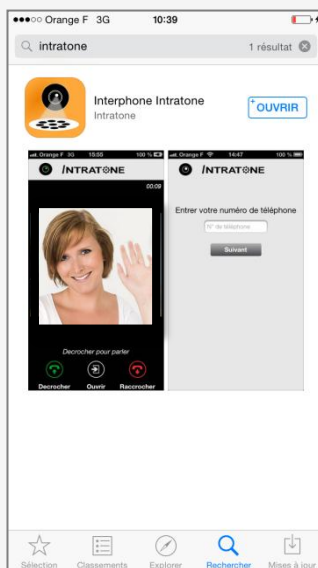 Orange F 3G 10:39
intratone 1 résultat
Interphone Intratone
Intratone
+ OUVRIR
Orange F 3G 15:55 100 %
INTRATONE
00:09
Decrocher pour parler
Decrocher Ouvrir Raccrocher
Orange F 14:47 100 %
INTRATONE
Entrer votre numéro de téléphone
N° de téléphone
Suivant
Sélection Classements Explorer Rechercher Mises à jour